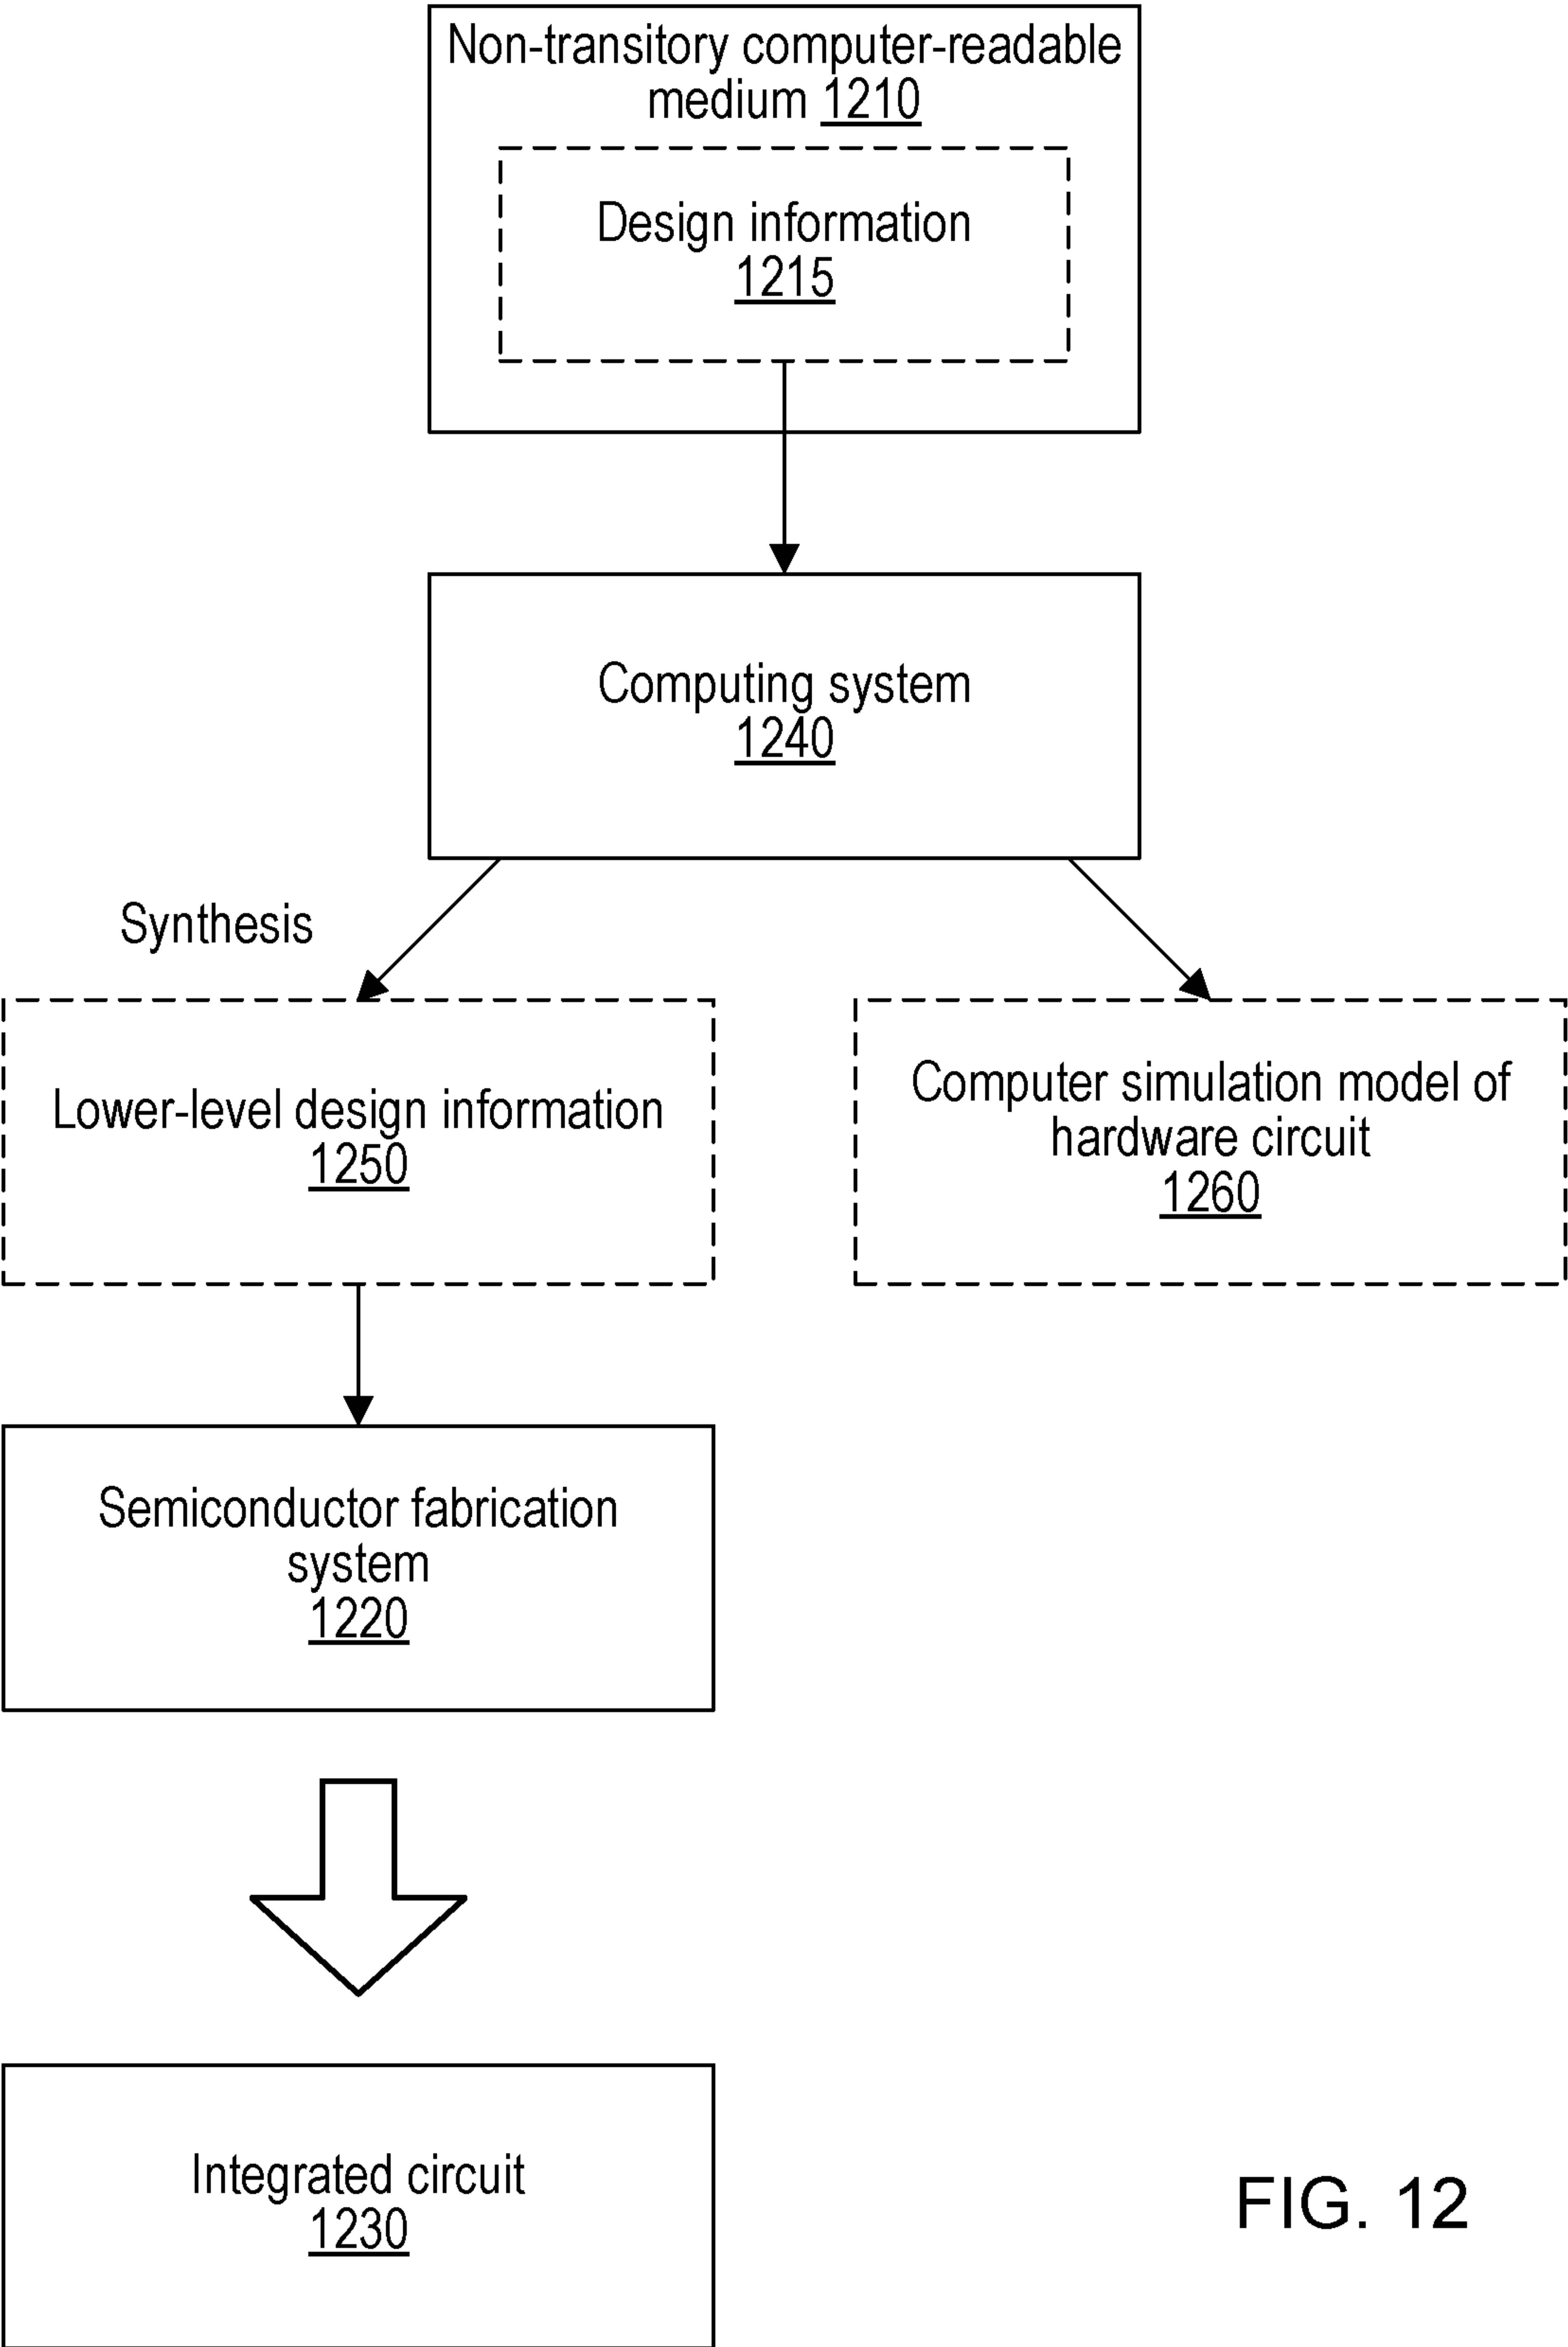 Non-transitory computer-readable
medium 1210
Design information
1215
Computing system
1240
Synthesis
Lower-level design information
1250
Computer simulation model of
hardware circuit
1260
Semiconductor fabrication
system
1220
Integrated circuit
1230
FIG. 12